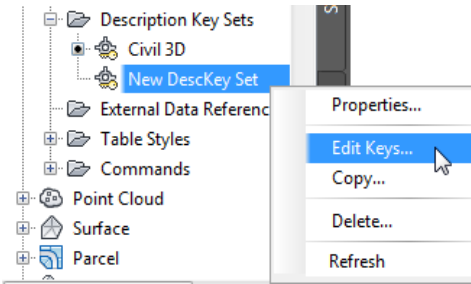 Description Key Sets
Civil 3D
New DescKey Set
External Data Referenc
Table Styles
Commands
Point Cloud
Surface
Parcel
Properties...
Edit Keys...
Copy...
Delete...
Refresh